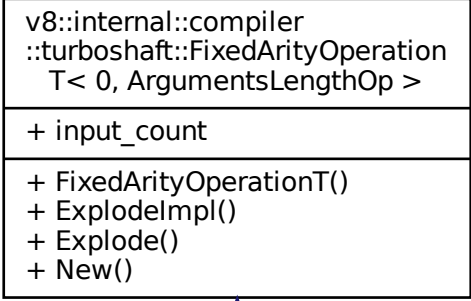 v8::internal::compiler
::turboshaft::FixedArityOperation
T< 0, ArgumentsLengthOp >
+ input_count
+ FixedArityOperationT()
+ ExplodeImpl()
+ Explode()
+ New()